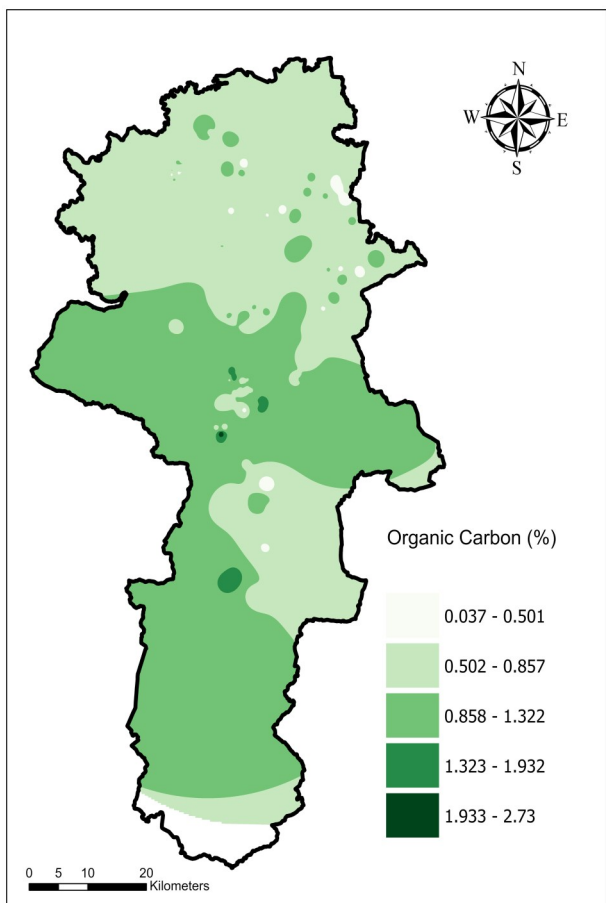 N
W E
S
Organic Carbon (%)
0.037 - 0.501
0.502 - 0.857
0.858 - 1.322
1.323 - 1.932
1.933 - 2.73
0 5 10 20
Kilometers